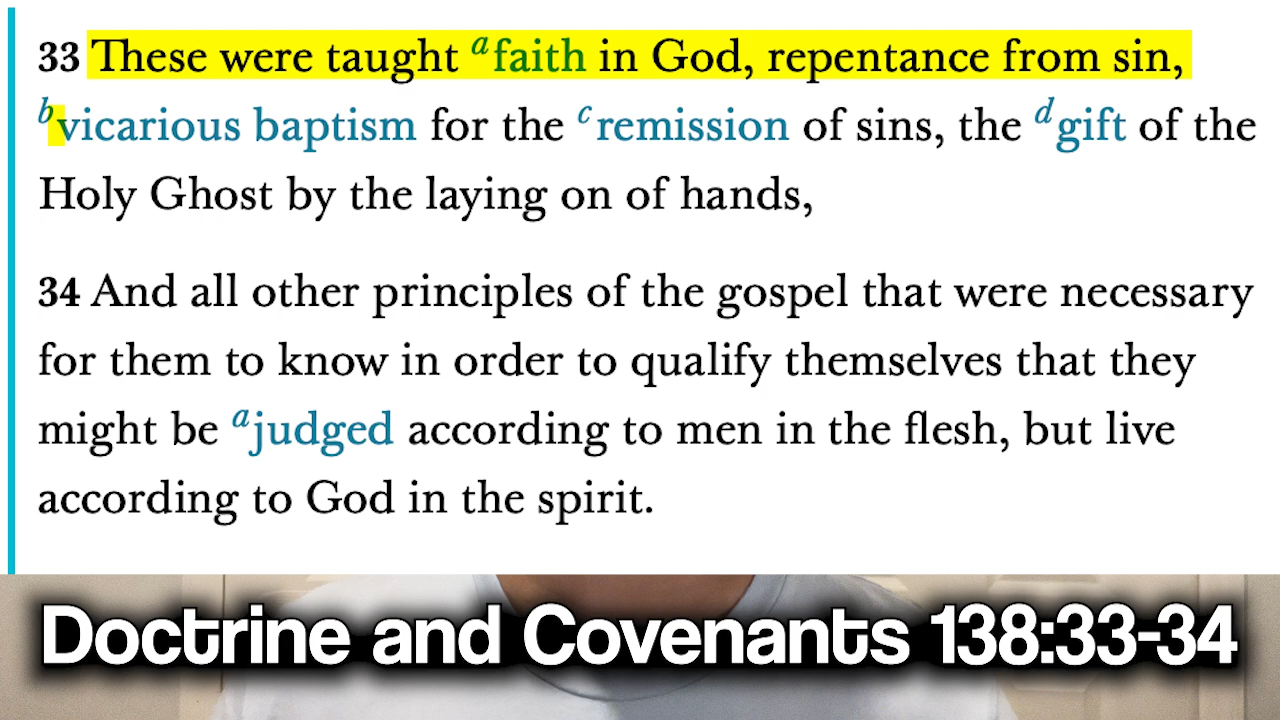 33 These were taught a faith in God, repentance from sin,
b vicarious baptism for the c remission of sins, the d gift of the
Holy Ghost by the laying on of hands,
34 And all other principles of the gospel that were necessary
for them to know in order to qualify themselves that they
might be a judged according to men in the flesh, but live
according to God in the spirit.
Doctrine and Covenants 138:33-34